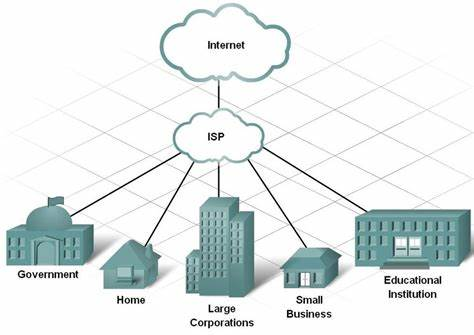 Internet
ISP
Government
Home
Large
Corporations
Small
Business
Educational
Institution